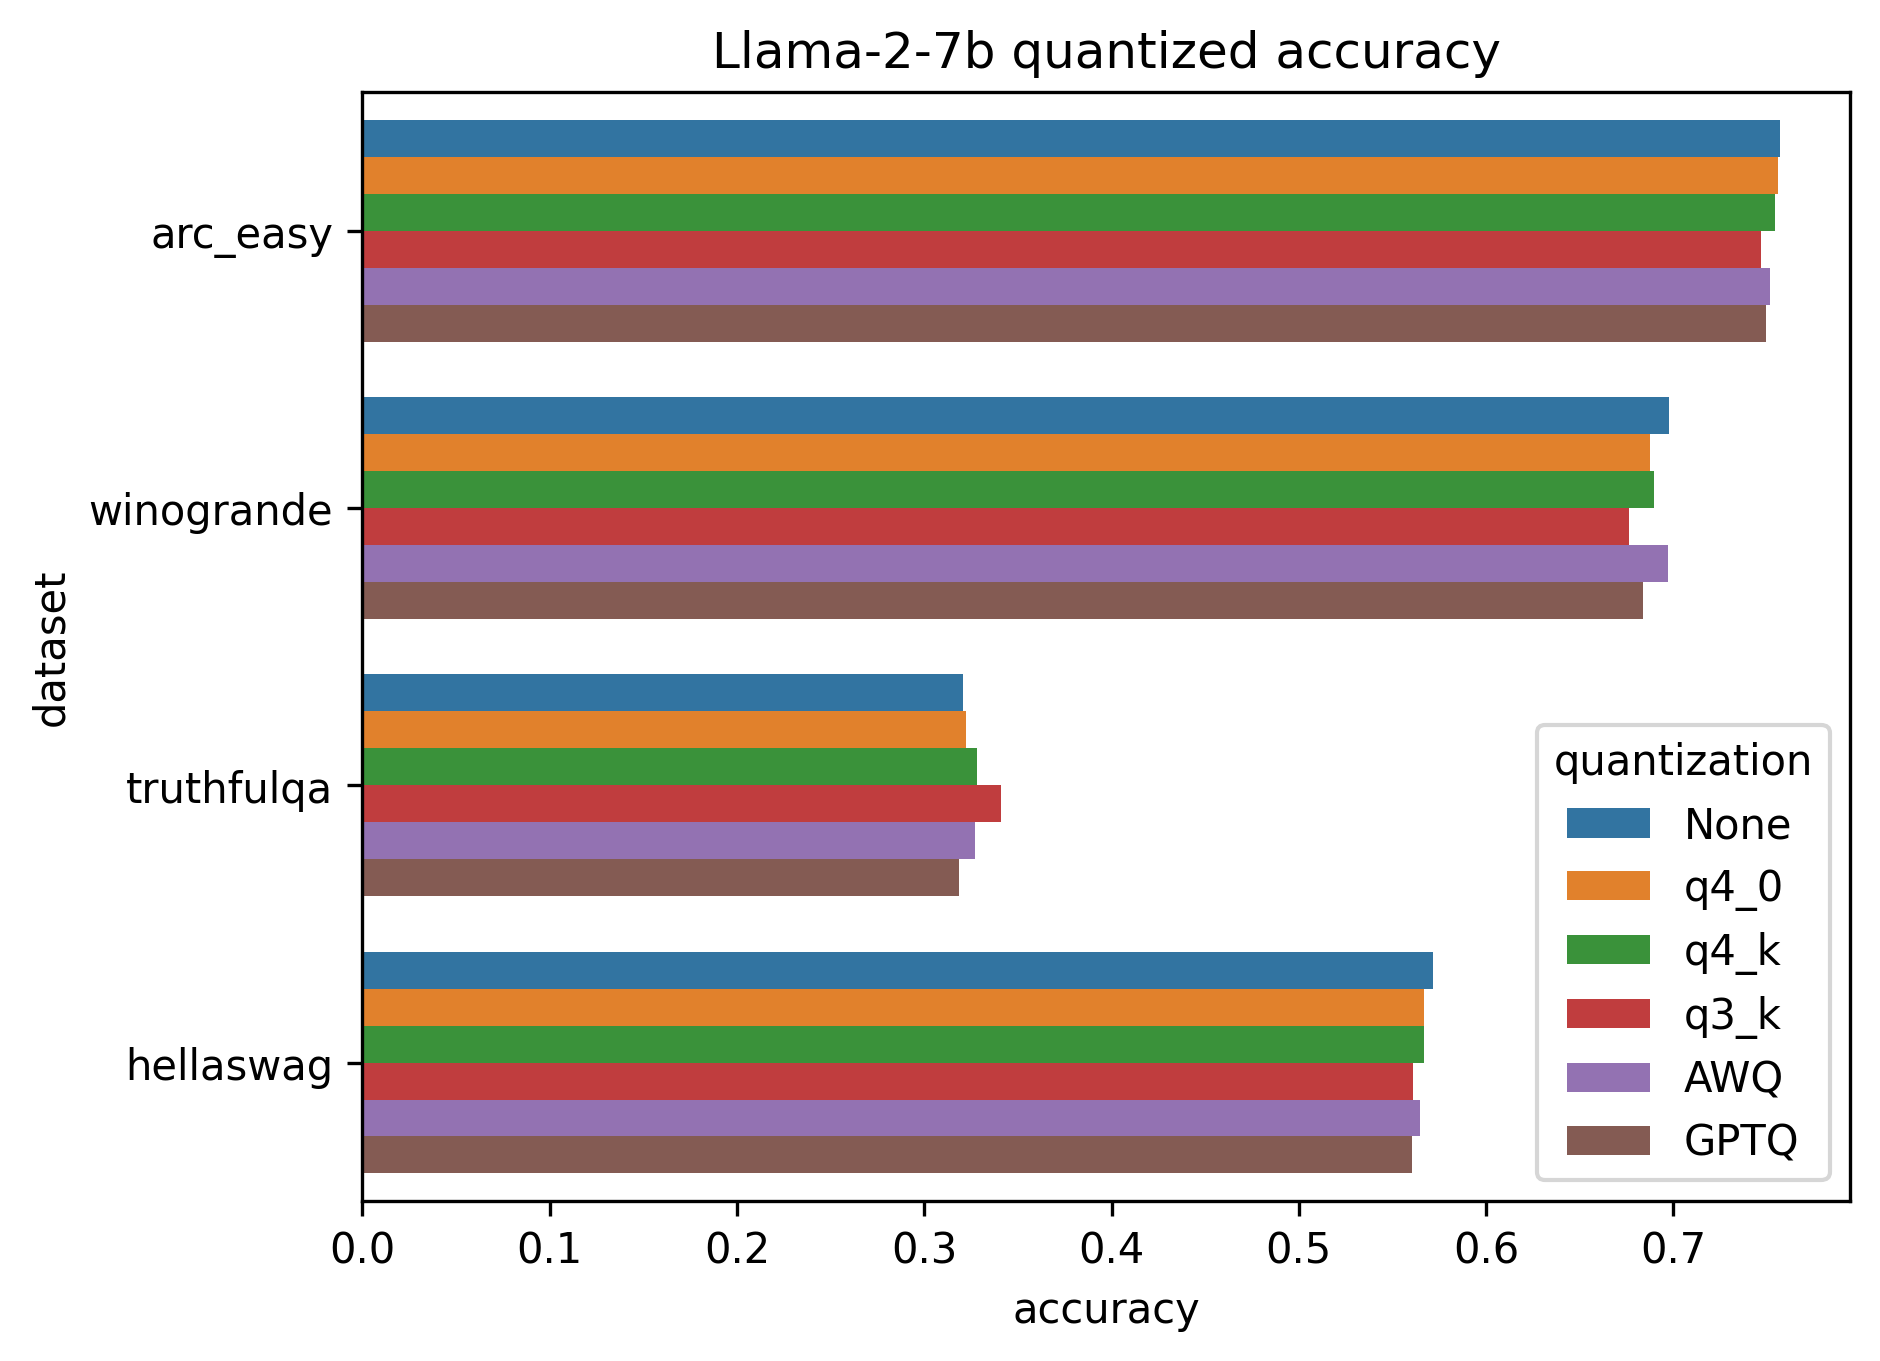 Llama-2-7b quantized accuracy
arc_easy
winogrande
truthfulqa
hellaswag
dataset
quantization
None
q4_0
q4_k
q3_k
AWQ
GPTQ
0.0 0.1 0.2 0.3 0.4 0.5 0.6 0.7
accuracy